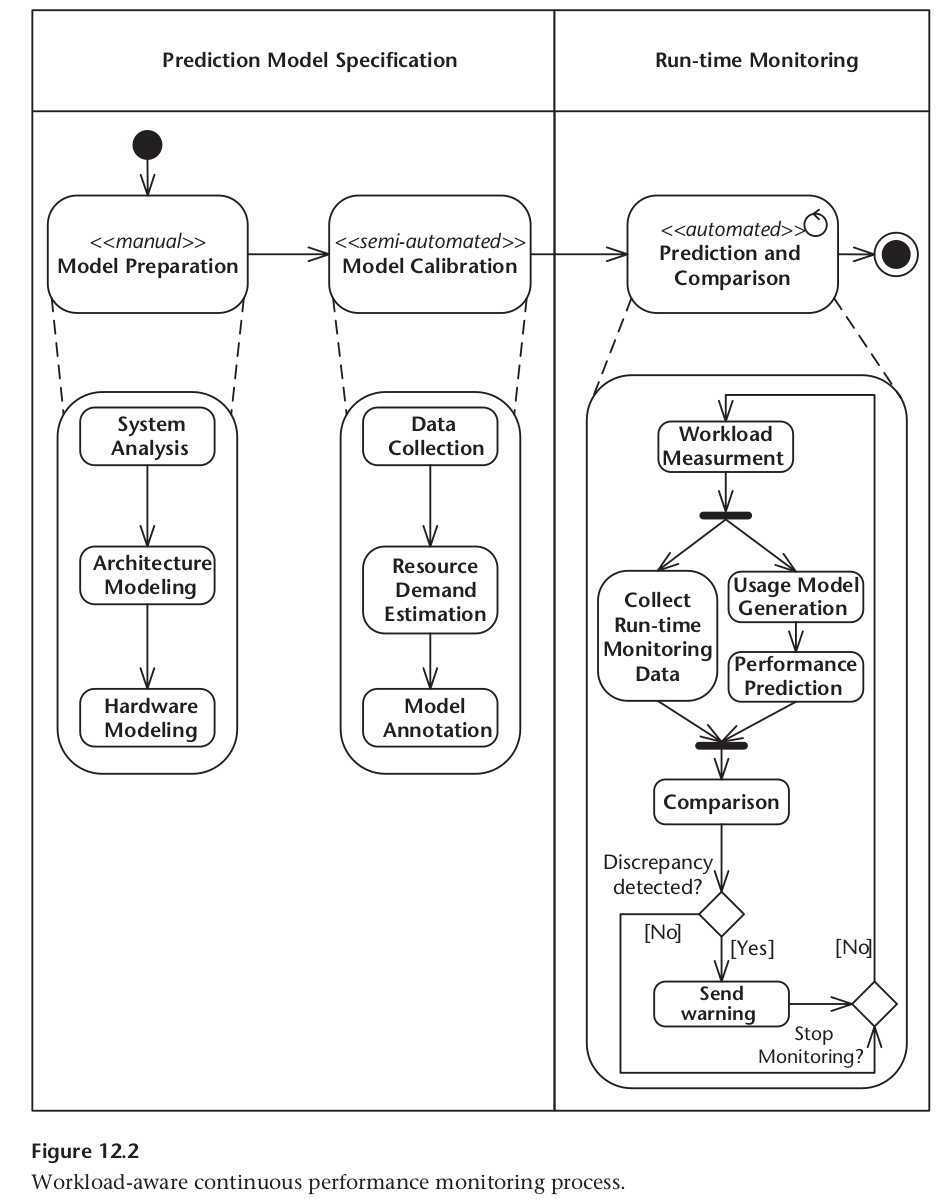 Prediction Model Specification
Run-time Monitoring
<<manual>>
Model Preparation
<<semi-automated>>
Model Calibration
<<automated>>
Prediction and
Comparison
System
Analysis
Architecture
Modeling
Hardware
Modeling
Data
Collection
Resource
Demand
Estimation
Model
Annotation
Workload
Measurment
Collect
Run-time
Monitoring
Data
Usage Model
Generation
Performance
Prediction
Comparison
Discrepancy
detected?
[No]
[Yes]
Send
warning
[No]
Stop
Monitoring?
Figure 12.2
Workload-aware continuous performance monitoring process.